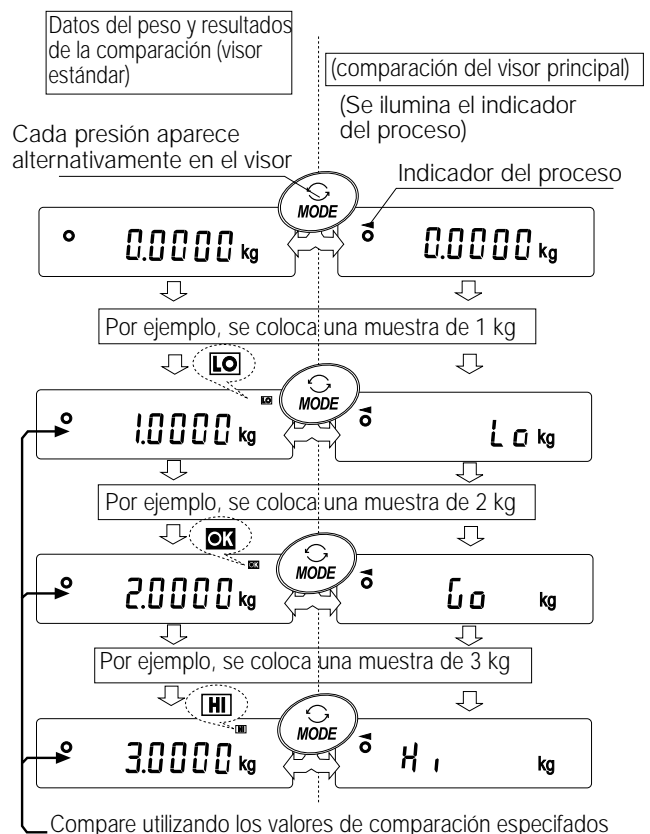 Datos del peso y resultados
de la comparación (visor
estándar)
(comparación del visor principal)
(Se ilumina el indicador
del proceso)
Cada presión aparece
alternativamente en el visor
Indicador del proceso
MODE
0.0000 kg
0.0000 kg
Por ejemplo, se coloca una muestra de 1 kg
LO
LO
MODE
1.0000 kg
Lo kg
Por ejemplo, se coloca una muestra de 2 kg
OK
OK
MODE
2.0000 kg
Go kg
Por ejemplo, se coloca una muestra de 3 kg
HI
HI
MODE
3.0000 kg
Hi kg
Compare utilizando los valores de comparación especifados